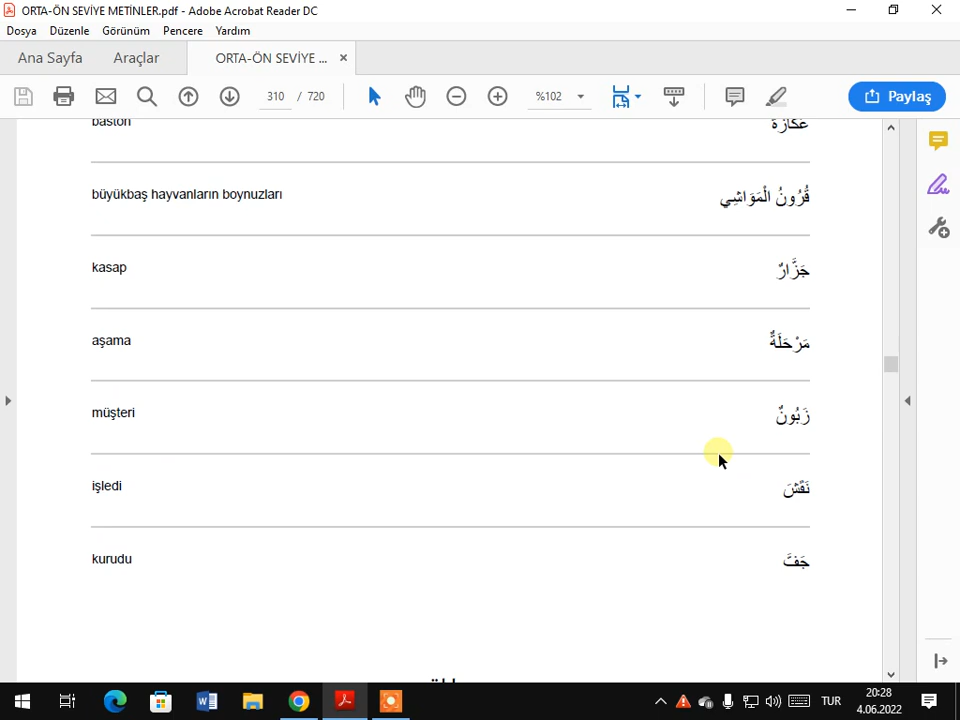 ORTA-ÖN SEVİYE METİNLER.pdf - Adobe Acrobat Reader DC
Dosya Düzenle Görünüm Pencere Yardım
Ana Sayfa Araçlar ORTA-ÖN SEVİYE ... ×
310 / 720 %102 Paylaş
baston عَكَّازَةٌ
büyükbaş hayvanların boynuzları قُرُونُ الْمَوَاشِي
kasap جَزَّارٌ
aşama مَرْحَلَةٌ
müşteri زَبُونٌ
işledi نَقَشَ
kurudu جَفَّ
TUR 20:28
4.06.2022